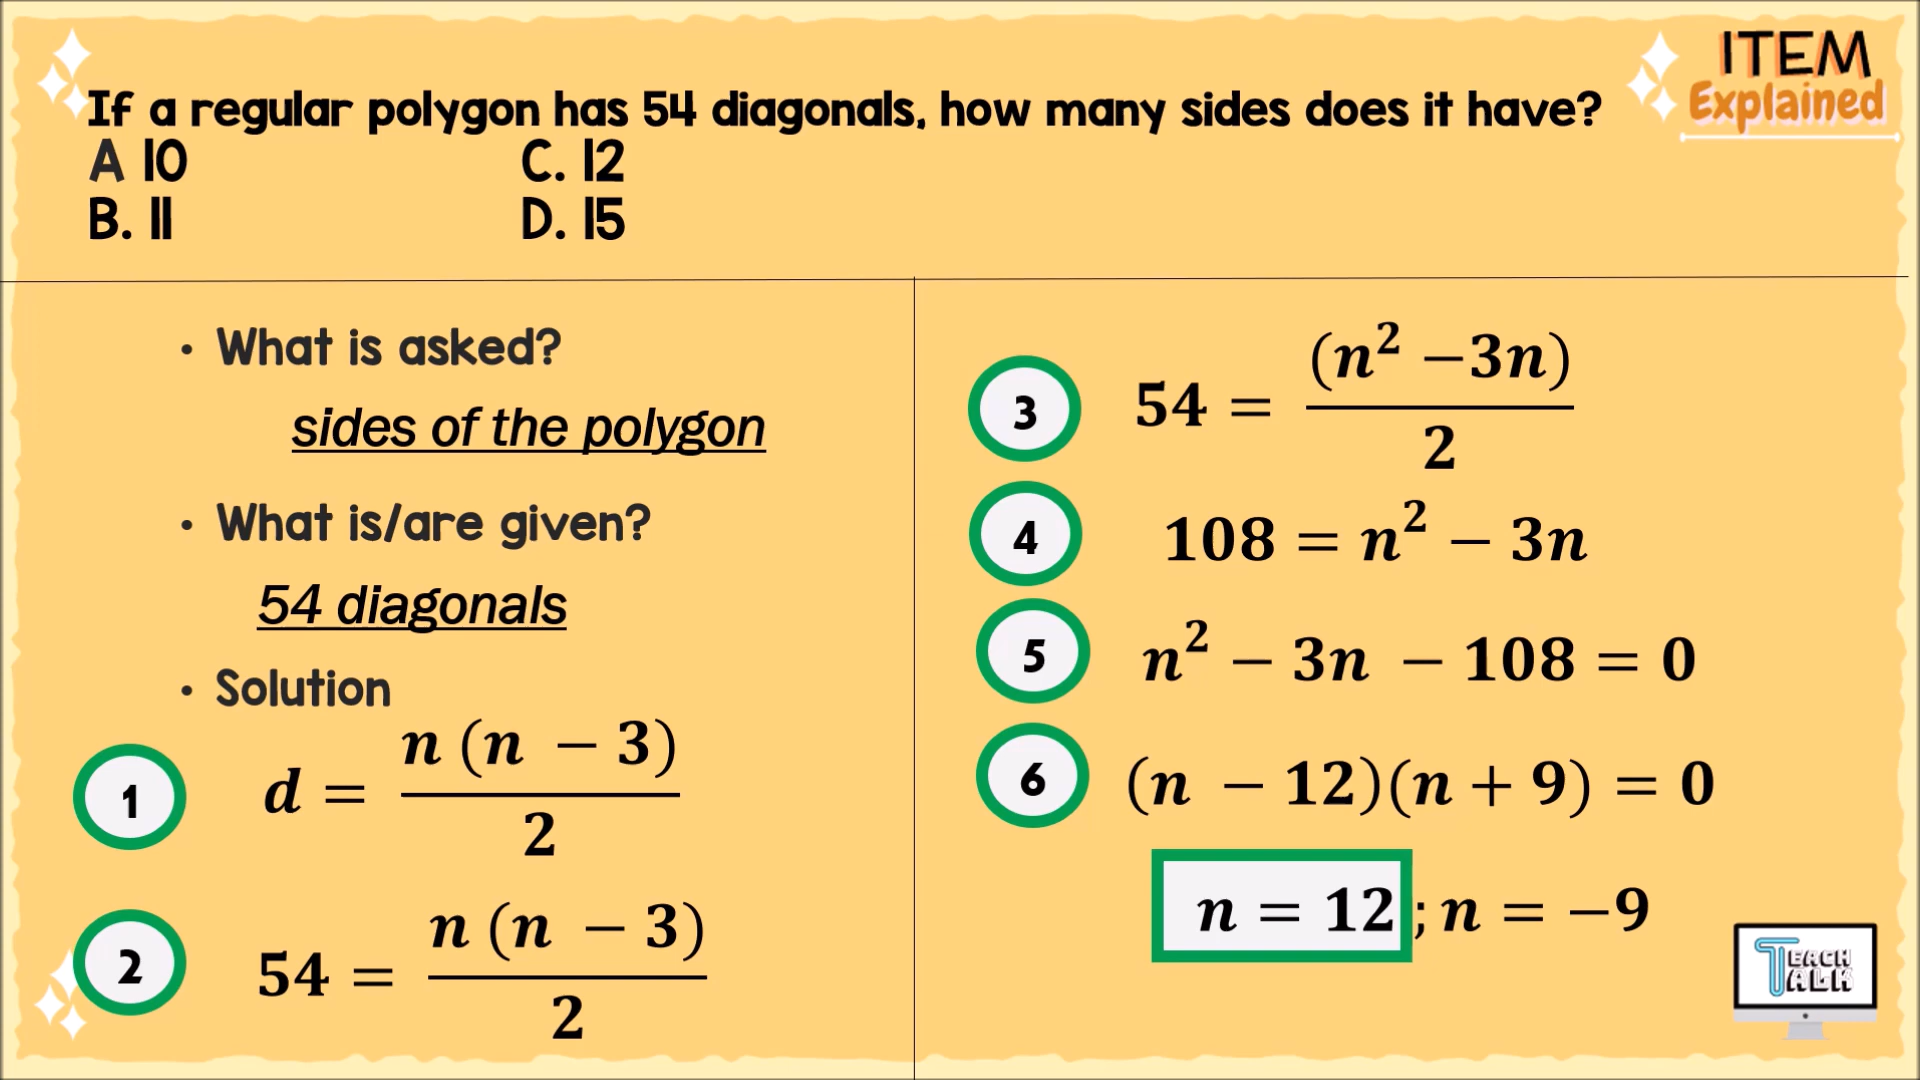 ITEM
Explained
If a regular polygon has 54 diagonals, how many sides does it have?
A 10 C. 12
B. 11 D. 15
• What is asked?
sides of the polygon
• What is/are given?
54 diagonals
• Solution
1 d = n (n − 3) / 2
2 54 = n (n − 3) / 2
3 54 = (n² − 3n) / 2
4 108 = n² − 3n
5 n² − 3n − 108 = 0
6 (n − 12)(n + 9) = 0
n = 12 ; n = −9
TEACH
TALK